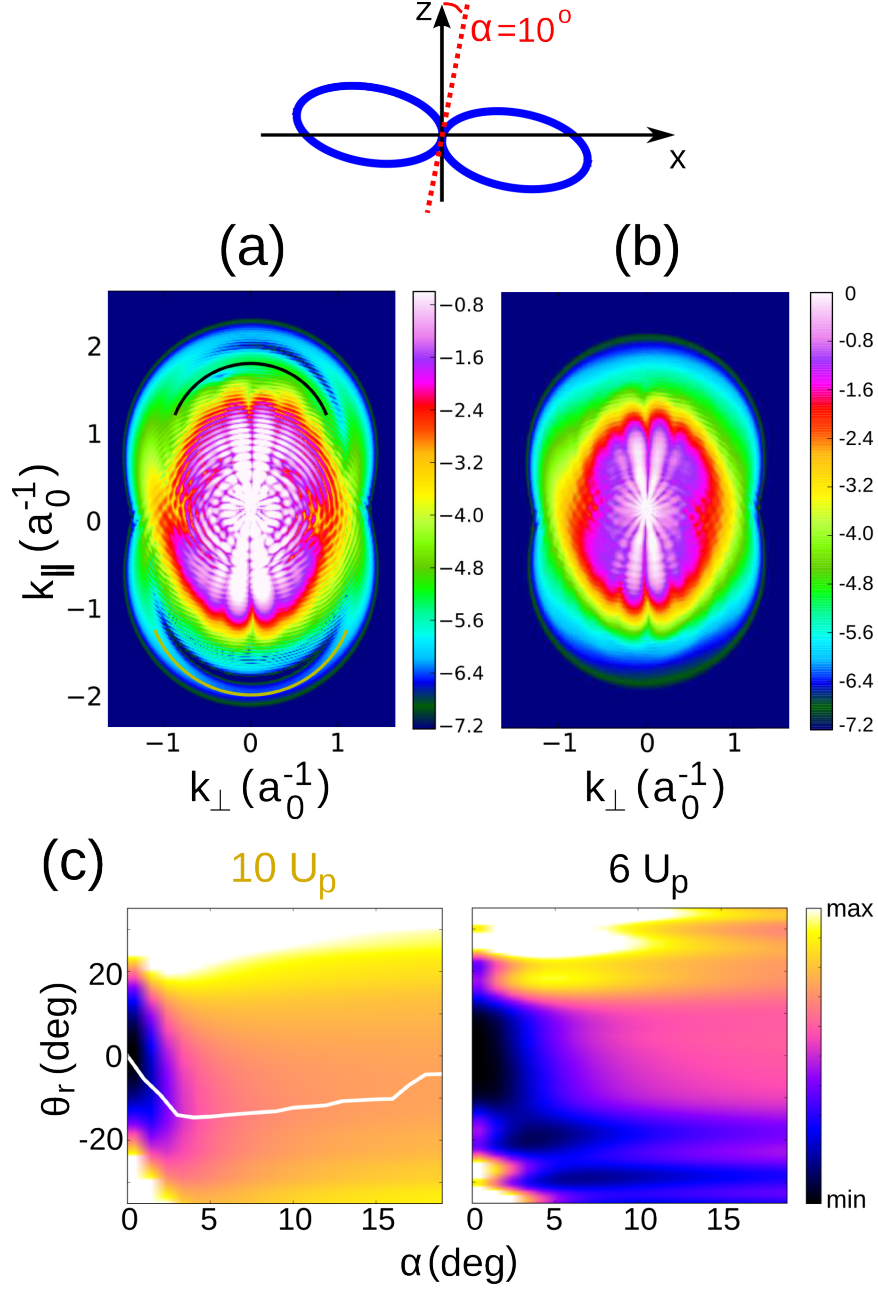 z
α=10°
x
(a)
(b)
k∥ (a₀⁻¹)
2
1
0
−1
−2
−1 0 1
k⊥ (a₀⁻¹)
−0.8
−1.6
−2.4
−3.2
−4.0
−4.8
−5.6
−6.4
−7.2
−1 0 1
k⊥ (a₀⁻¹)
0
-0.8
-1.6
-2.4
-3.2
-4.0
-4.8
-5.6
-6.4
-7.2
(c)
10 Uₚ
6 Uₚ
θᵣ (deg)
20
0
-20
0 5 10 15
0 5 10 15
max
min
α (deg)